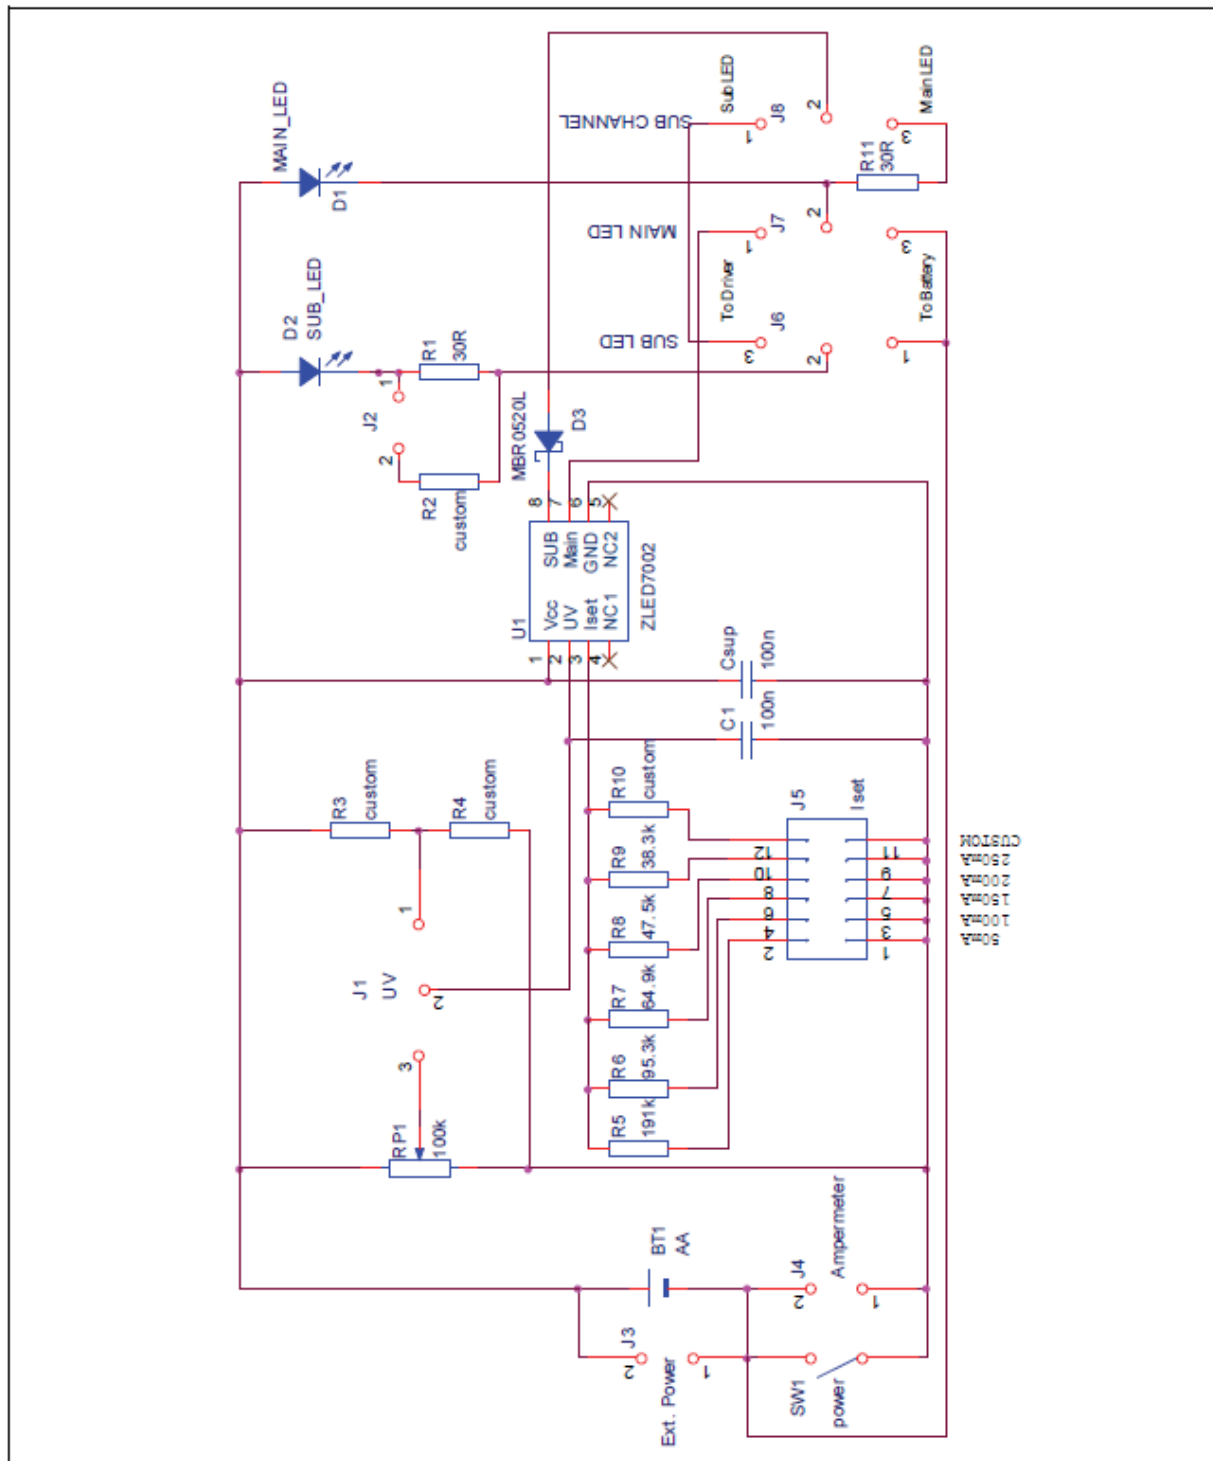 MAIN_LED
D1
D2
SUB_LED
R1
30R
J2
1
2
R2
custom
MBR0520L
D3
SUB CHANNEL
Sub LED
J8
1
2
3
Main LED
R11
30R
MAIN LED
J7
1
2
3
To Driver
SUB LED
J6
3
2
1
To Battery
U1
Vcc
UV
Iset
NC1
SUB
Main
GND
NC2
1
2
3
4
8
7
6
5
ZLED7002
Csup
100n
C1
100n
R3
custom
R4
custom
J1
UV
1
2
3
RP1
100k
R10
custom
R9
38.3k
R8
47.5k
R7
64.9k
R6
95.3k
R5
191k
J5
Iset
12
10
8
6
4
2
11
9
7
5
3
1
CUSTOM
250mA
200mA
150mA
100mA
50mA
BT1
AA
J3
2
1
Ext. Power
J4
2
1
Ampermeter
SW1
power